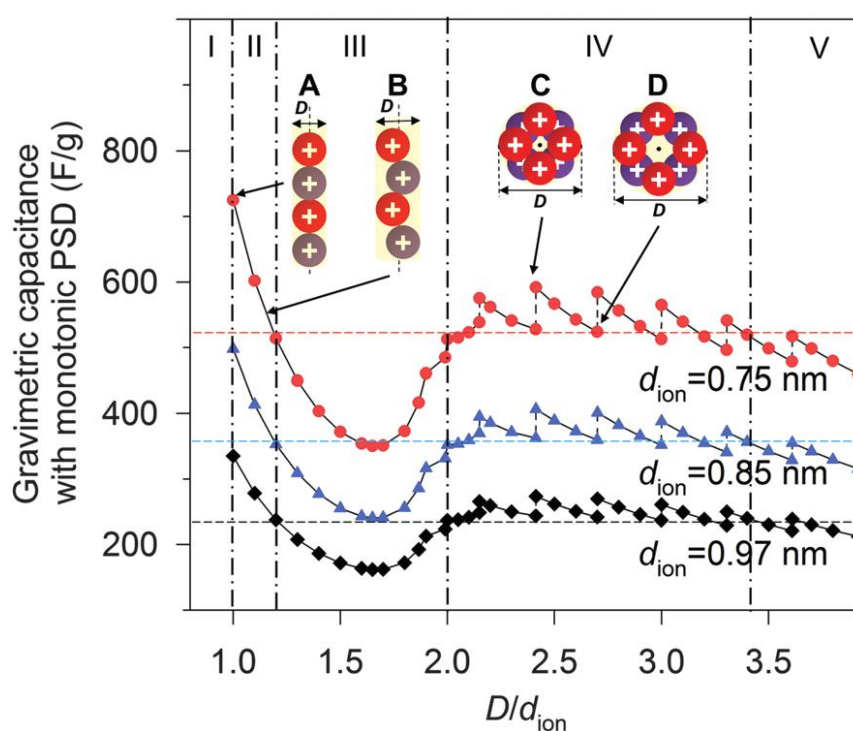 I II III IV V
A B C D
D D
+ + + +
+ + + +
+ + + + + + + +
+ + + + + + + +
D D
800
600
400
200
Gravimetric capacitance
with monotonic PSD (F/g)
d_ion=0.75 nm
d_ion=0.85 nm
d_ion=0.97 nm
1.0 1.5 2.0 2.5 3.0 3.5
D/d_ion